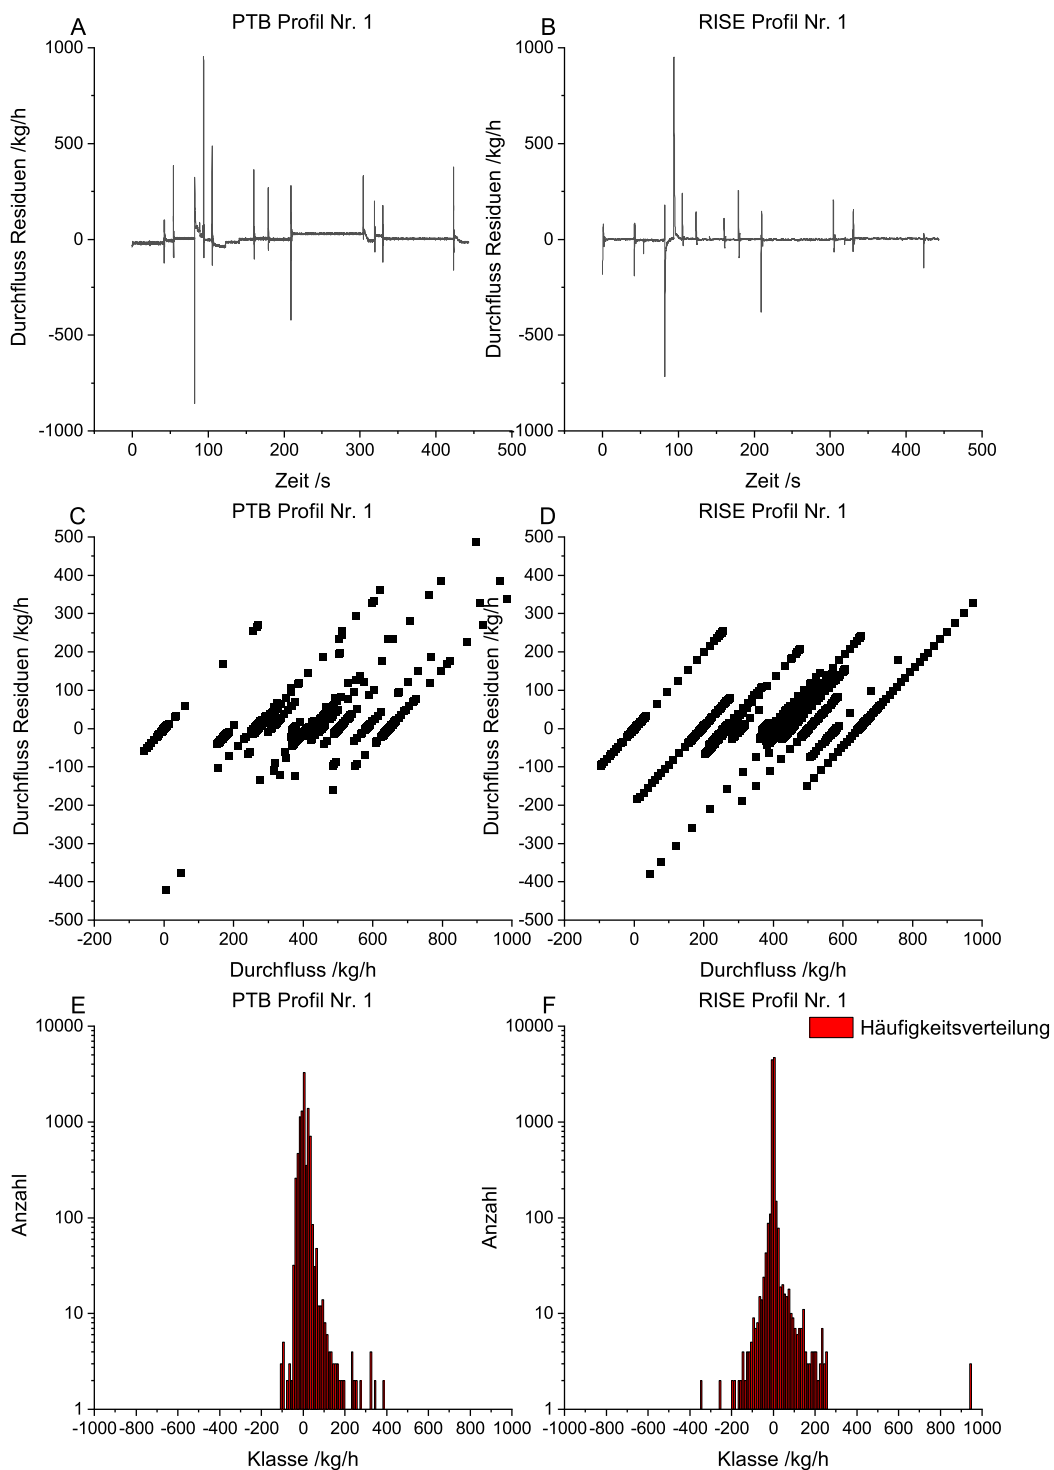 A
PTB Profil Nr. 1
B
RISE Profil Nr. 1
1000
500
0
-500
-1000
Durchfluss Residuen /kg/h
0 100 200 300 400 500
Zeit /s
1000
500
0
-500
-1000
Durchfluss Residuen /kg/h
0 100 200 300 400 500
Zeit /s
C
PTB Profil Nr. 1
D
RISE Profil Nr. 1
500
400
300
200
100
0
-100
-200
-300
-400
-500
Durchfluss Residuen /kg/h
-200 0 200 400 600 800 1000
Durchfluss /kg/h
500
400
300
200
100
0
-100
-200
-300
-400
-500
Durchfluss Residuen /kg/h
-200 0 200 400 600 800 1000
Durchfluss /kg/h
E
PTB Profil Nr. 1
F
RISE Profil Nr. 1
Häufigkeitsverteilung
10000
1000
100
10
1
Anzahl
-1000 -800 -600 -400 -200 0 200 400 600 800 1000
Klasse /kg/h
10000
1000
100
10
1
Anzahl
-1000 -800 -600 -400 -200 0 200 400 600 800 1000
Klasse /kg/h